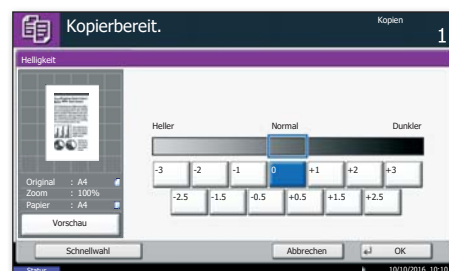 Kopierbereit.
Kopien
1
Helligkeit
Heller Normal Dunkler
-3 -2 -1 0 +1 +2 +3
-2.5 -1.5 -0.5 +0.5 +1.5 +2.5
Original : A4
Zoom : 100%
Papier : A4
Vorschau
Schnellwahl Abbrechen OK
Status 10/10/2016 10:10